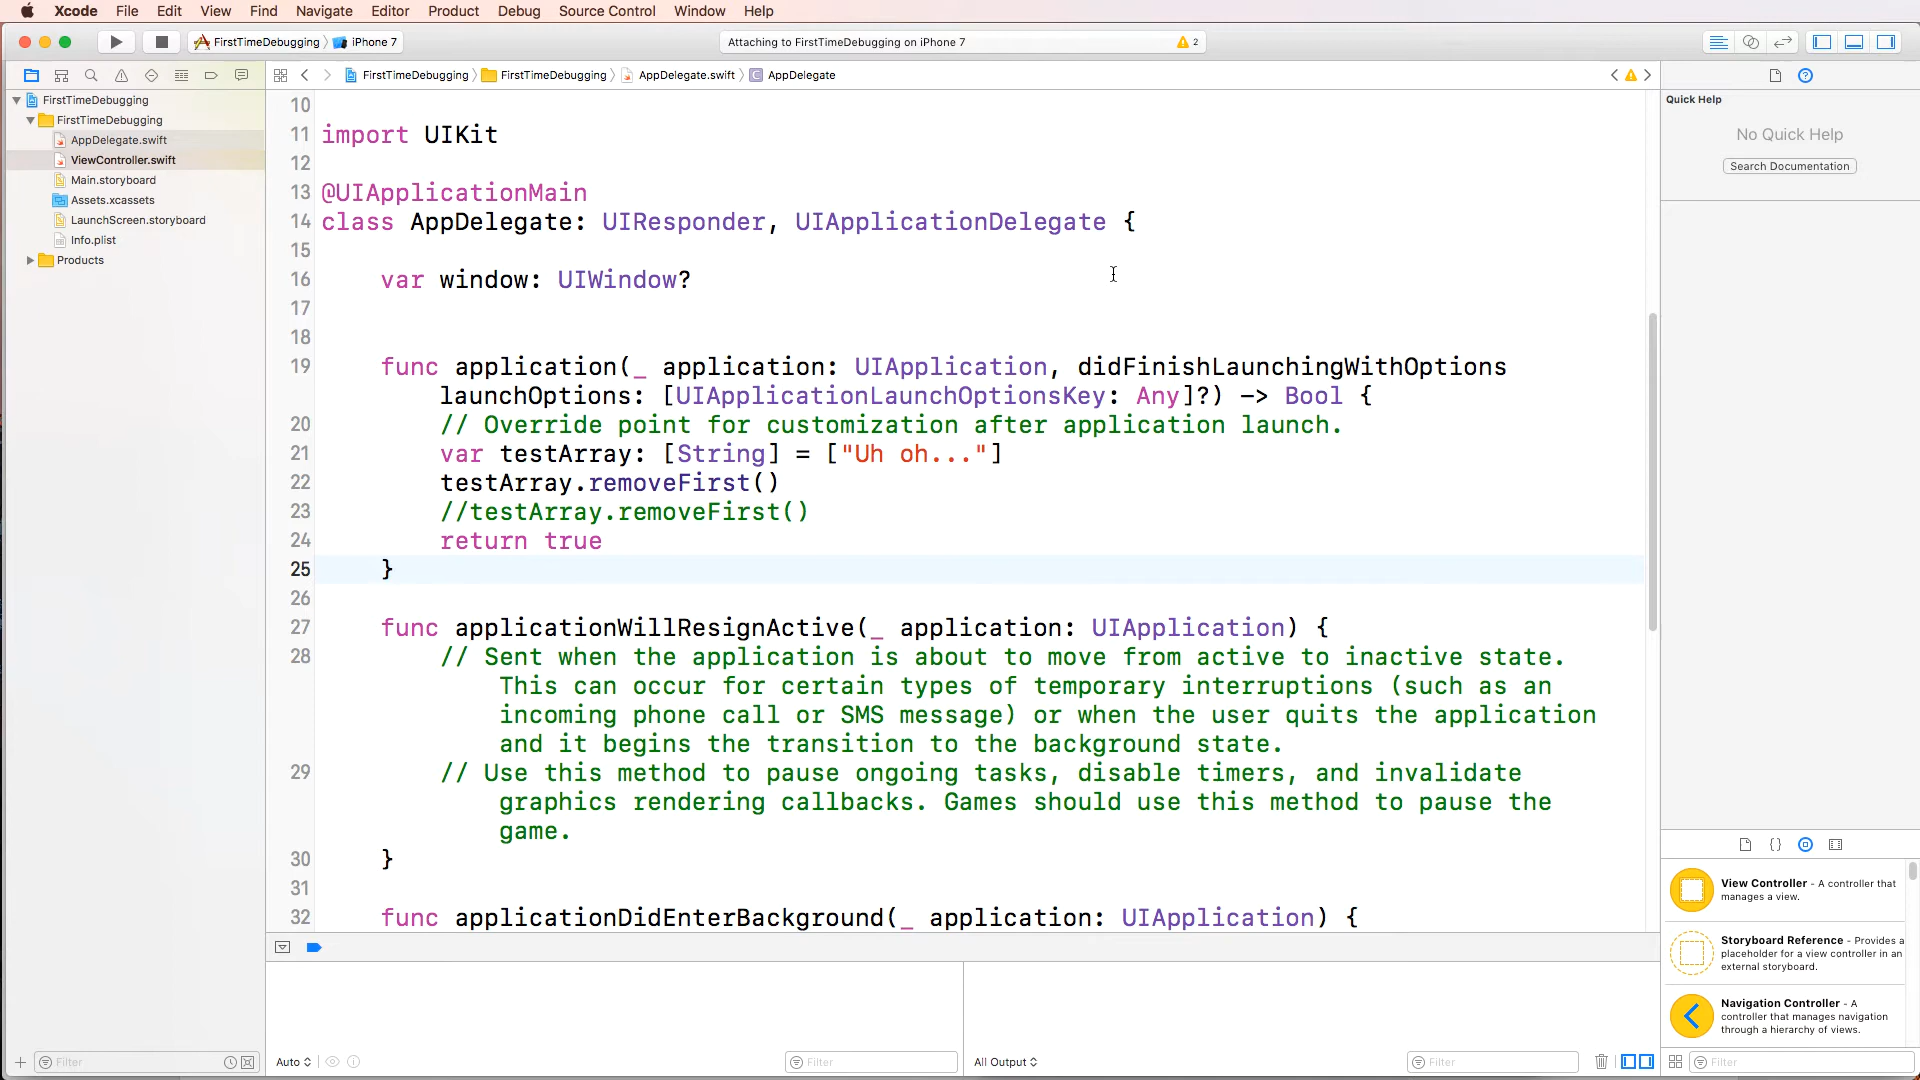 Xcode File Edit View Find Navigate Editor Product Debug Source Control Window Help
FirstTimeDebugging iPhone 7
Attaching to FirstTimeDebugging on iPhone 7
2
FirstTimeDebugging FirstTimeDebugging AppDelegate.swift AppDelegate
FirstTimeDebugging
FirstTimeDebugging
AppDelegate.swift
ViewController.swift
Main.storyboard
Assets.xcassets
LaunchScreen.storyboard
Info.plist
Products
10
11 import UIKit
12
13 @UIApplicationMain
14 class AppDelegate: UIResponder, UIApplicationDelegate {
15
16 var window: UIWindow?
17
18
19 func application(_ application: UIApplication, didFinishLaunchingWithOptions
launchOptions: [UIApplicationLaunchOptionsKey: Any]?) -> Bool {
20 // Override point for customization after application launch.
21 var testArray: [String] = ["Uh oh..."]
22 testArray.removeFirst()
23 //testArray.removeFirst()
24 return true
25 }
26
27 func applicationWillResignActive(_ application: UIApplication) {
28 // Sent when the application is about to move from active to inactive state.
This can occur for certain types of temporary interruptions (such as an
incoming phone call or SMS message) or when the user quits the application
and it begins the transition to the background state.
29 // Use this method to pause ongoing tasks, disable timers, and invalidate
graphics rendering callbacks. Games should use this method to pause the
game.
30 }
31
32 func applicationDidEnterBackground(_ application: UIApplication) {
Quick Help
No Quick Help
Search Documentation
View Controller - A controller that
manages a view.
Storyboard Reference - Provides a
placeholder for a view controller in an
external storyboard.
Navigation Controller - A
controller that manages navigation
through a hierarchy of views.
Filter
Auto
Filter
All Output
Filter
Filter